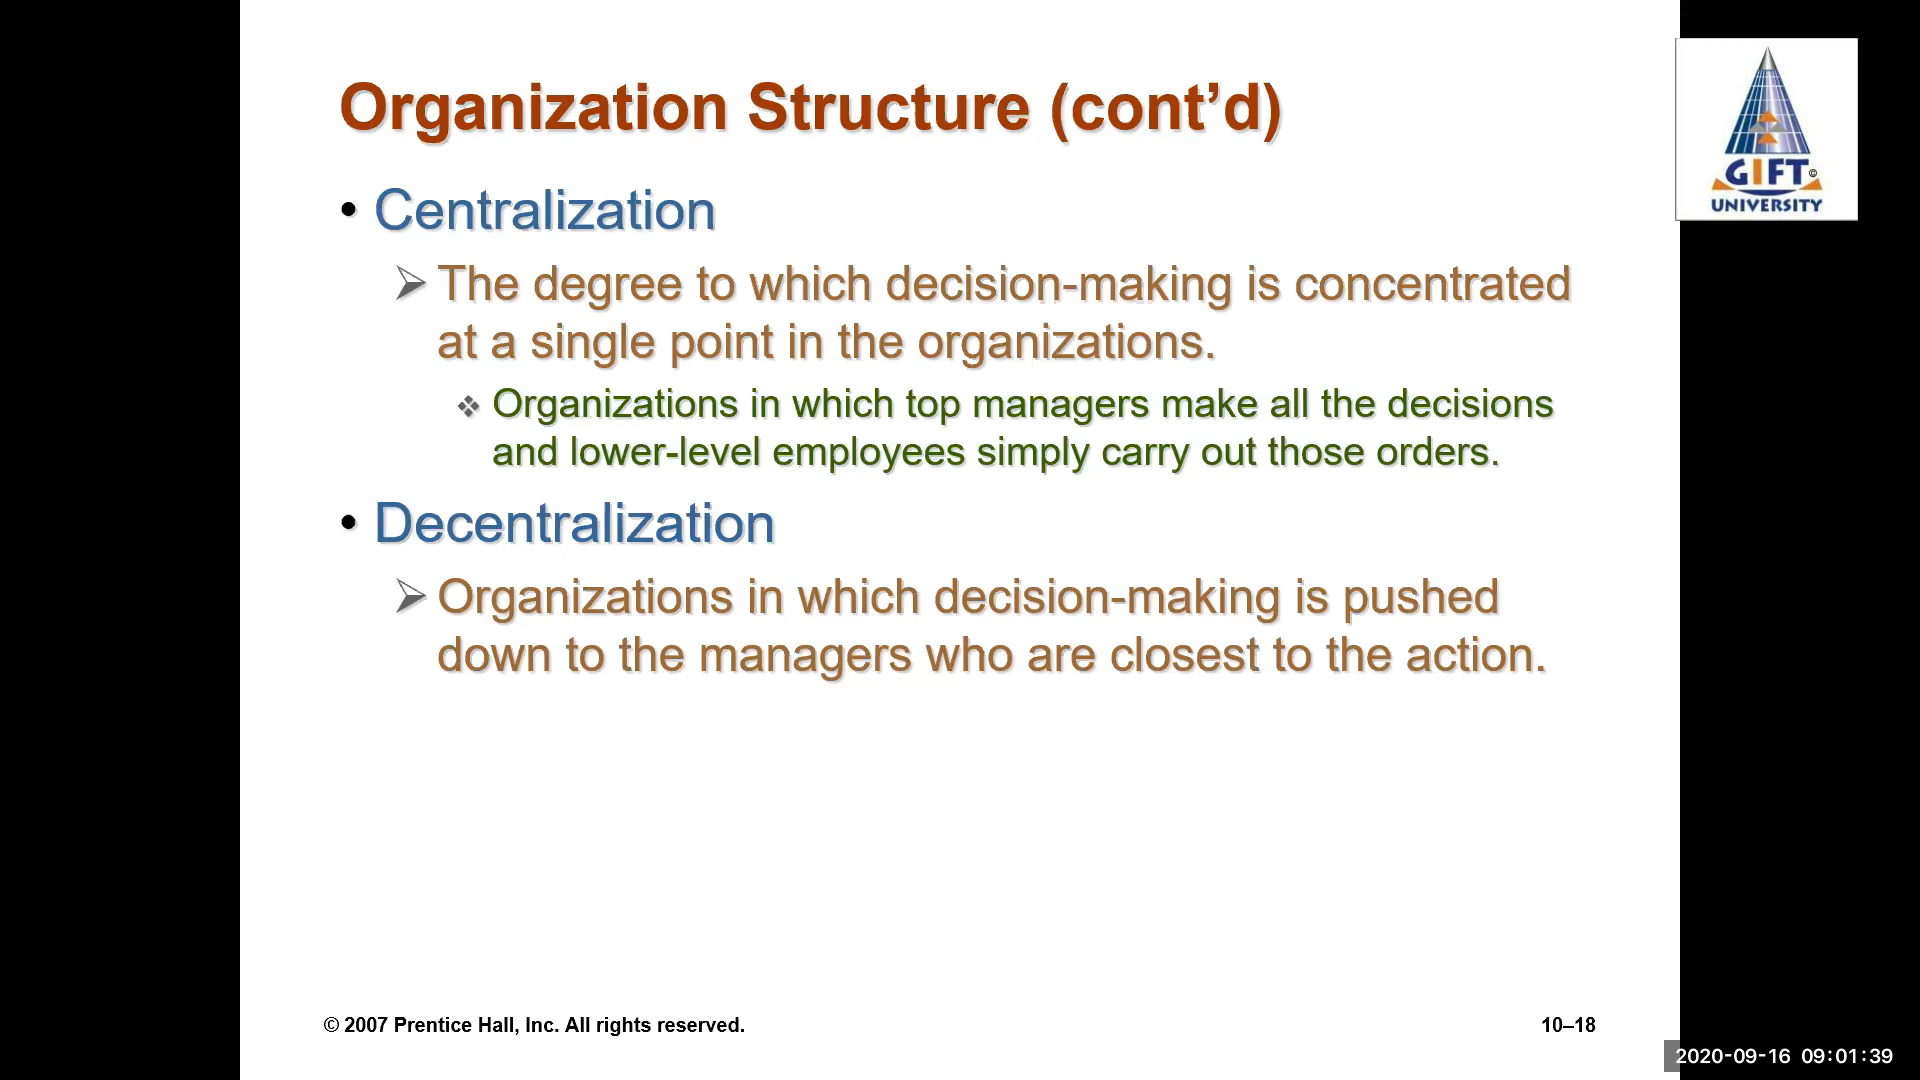 Organization Structure (cont’d)
• Centralization
➢ The degree to which decision-making is concentrated
at a single point in the organizations.
❖ Organizations in which top managers make all the decisions
and lower-level employees simply carry out those orders.
• Decentralization
➢ Organizations in which decision-making is pushed
down to the managers who are closest to the action.
GIFT©
UNIVERSITY
© 2007 Prentice Hall, Inc. All rights reserved.
10–18
2020-09-16 09:01:39